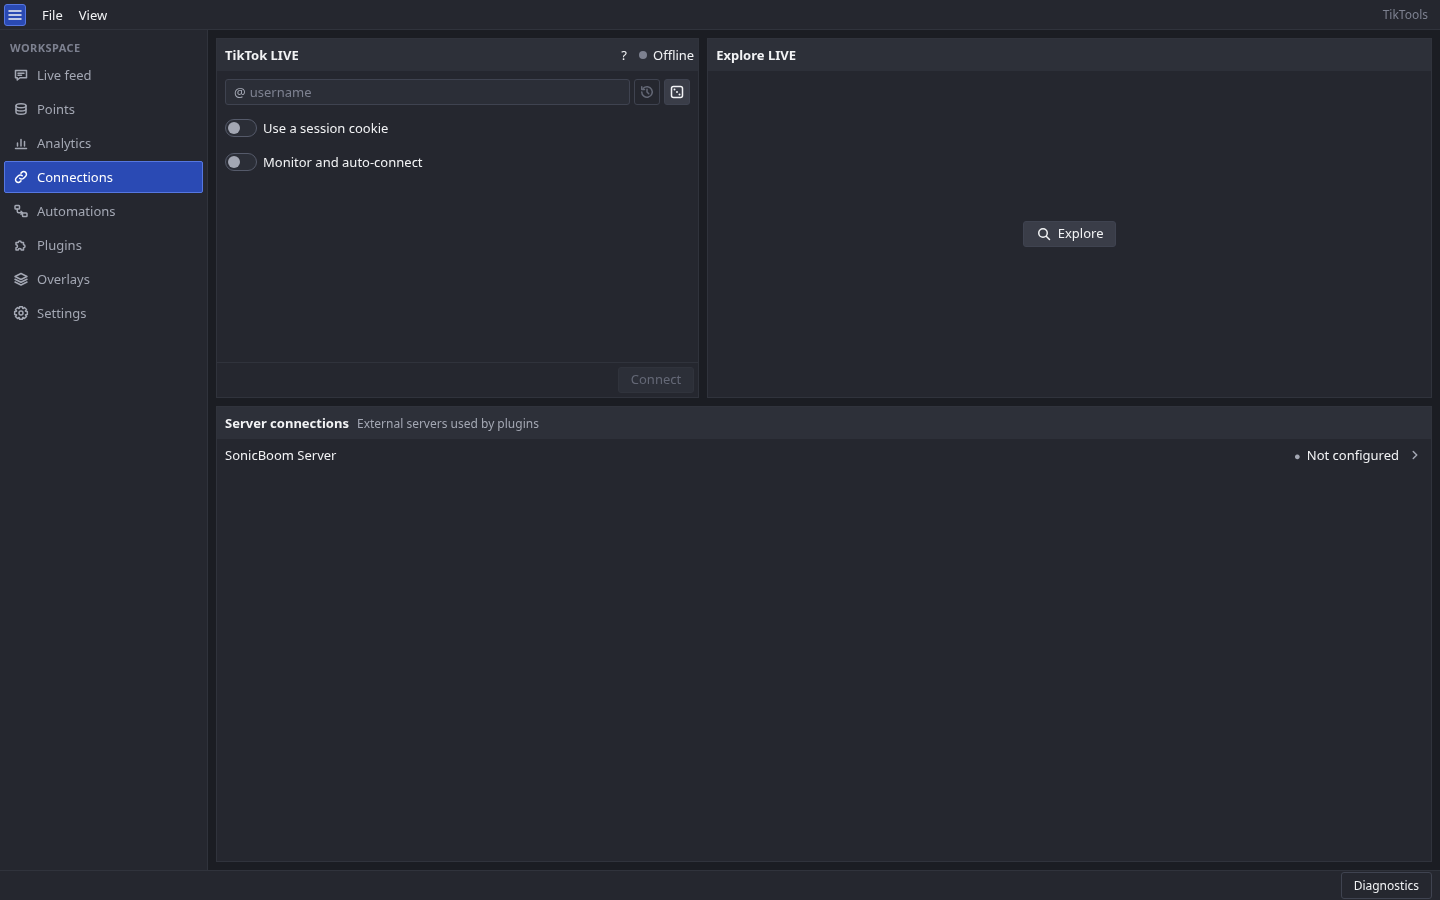 File View TikTools
WORKSPACE
Live feed
Points
Analytics
Connections
Automations
Plugins
Overlays
Settings
TikTok LIVE ? Offline
@ username
Use a session cookie
Monitor and auto-connect
Connect
Explore LIVE
Explore
Server connections External servers used by plugins
SonicBoom Server Not configured
Diagnostics